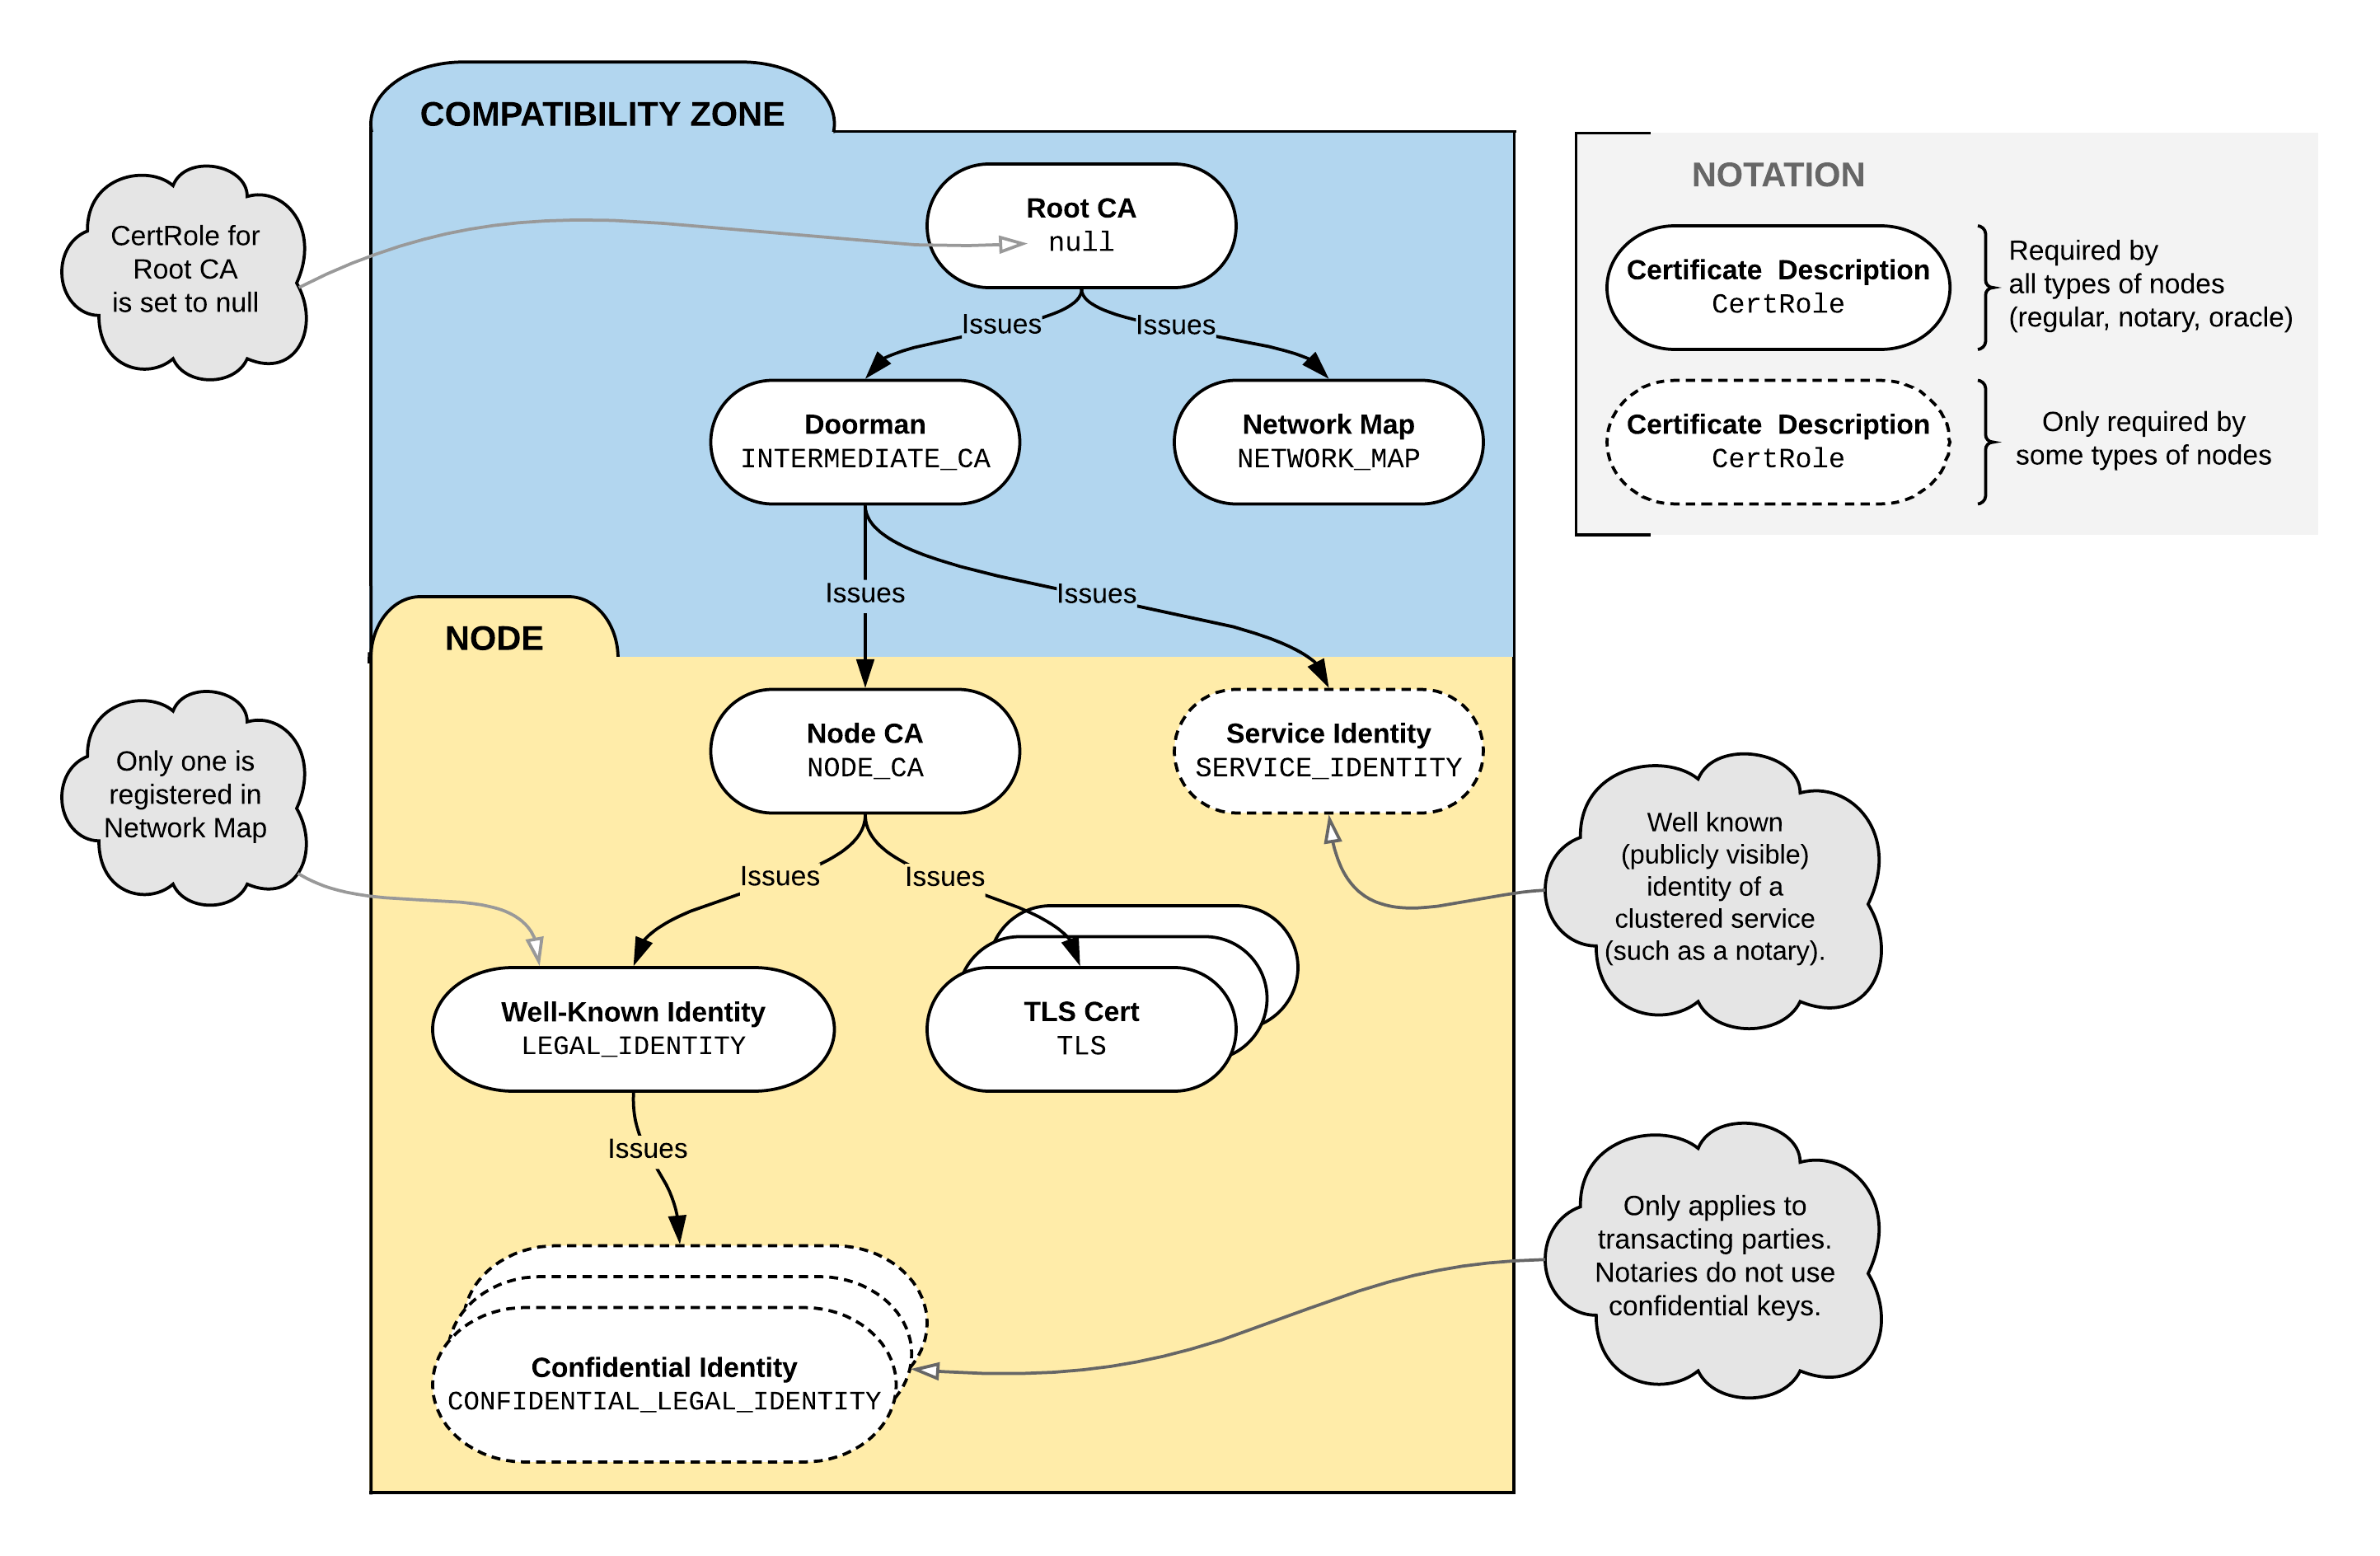 COMPATIBILITY ZONE
CertRole for
Root CA
is set to null
Root CA
null
Issues
Issues
Doorman
INTERMEDIATE_CA
Network Map
NETWORK_MAP
Issues
Issues
NOTATION
Certificate Description
CertRole
Required by
all types of nodes
(regular, notary, oracle)
Certificate Description
CertRole
Only required by
some types of nodes
NODE
Only one is
registered in
Network Map
Node CA
NODE_CA
Service Identity
SERVICE_IDENTITY
Well known
(publicly visible)
identity of a
clustered service
(such as a notary).
Issues
Issues
Well-Known Identity
LEGAL_IDENTITY
TLS Cert
TLS
Issues
Only applies to
transacting parties.
Notaries do not use
confidential keys.
Confidential Identity
CONFIDENTIAL_LEGAL_IDENTITY